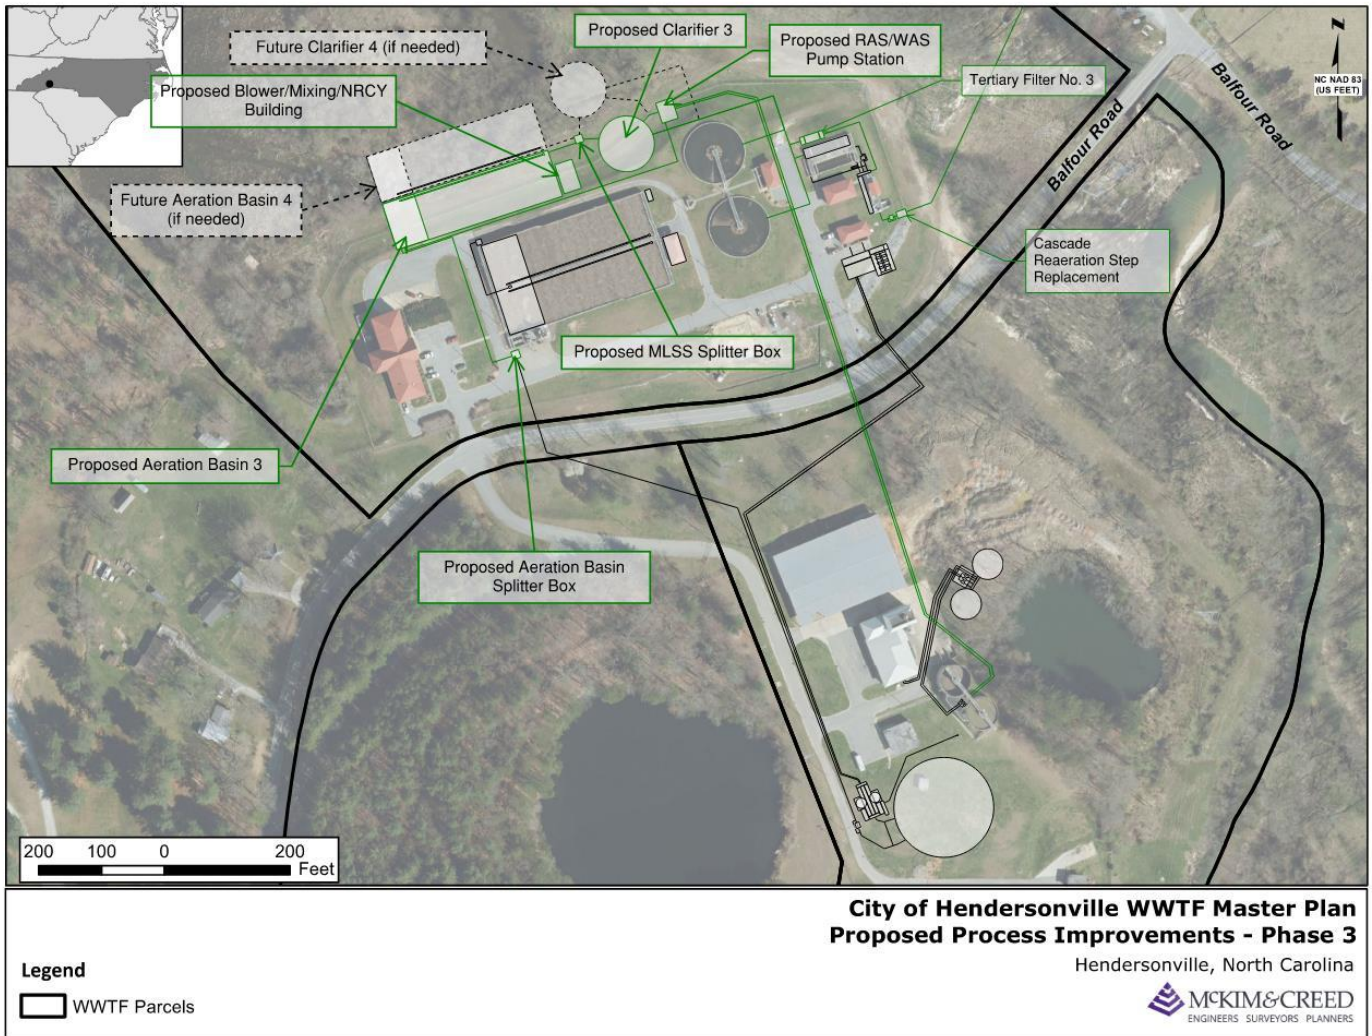 Future Clarifier 4 (if needed)
Proposed Clarifier 3
Proposed RAS/WAS
Pump Station
NC NAD 83
(US FEET)
Proposed Blower/Mixing/NRCY
Building
Tertiary Filter No. 3
Balfour Road
Balfour Road
Future Aeration Basin 4
(if needed)
Cascade
Reaeration Step
Replacement
Proposed MLSS Splitter Box
Proposed Aeration Basin 3
Proposed Aeration Basin
Splitter Box
200 100 0 200
Feet
City of Hendersonville WWTF Master Plan
Proposed Process Improvements - Phase 3
Hendersonville, North Carolina
Legend
WWTF Parcels
MCKIM&CREED
ENGINEERS SURVEYORS PLANNERS